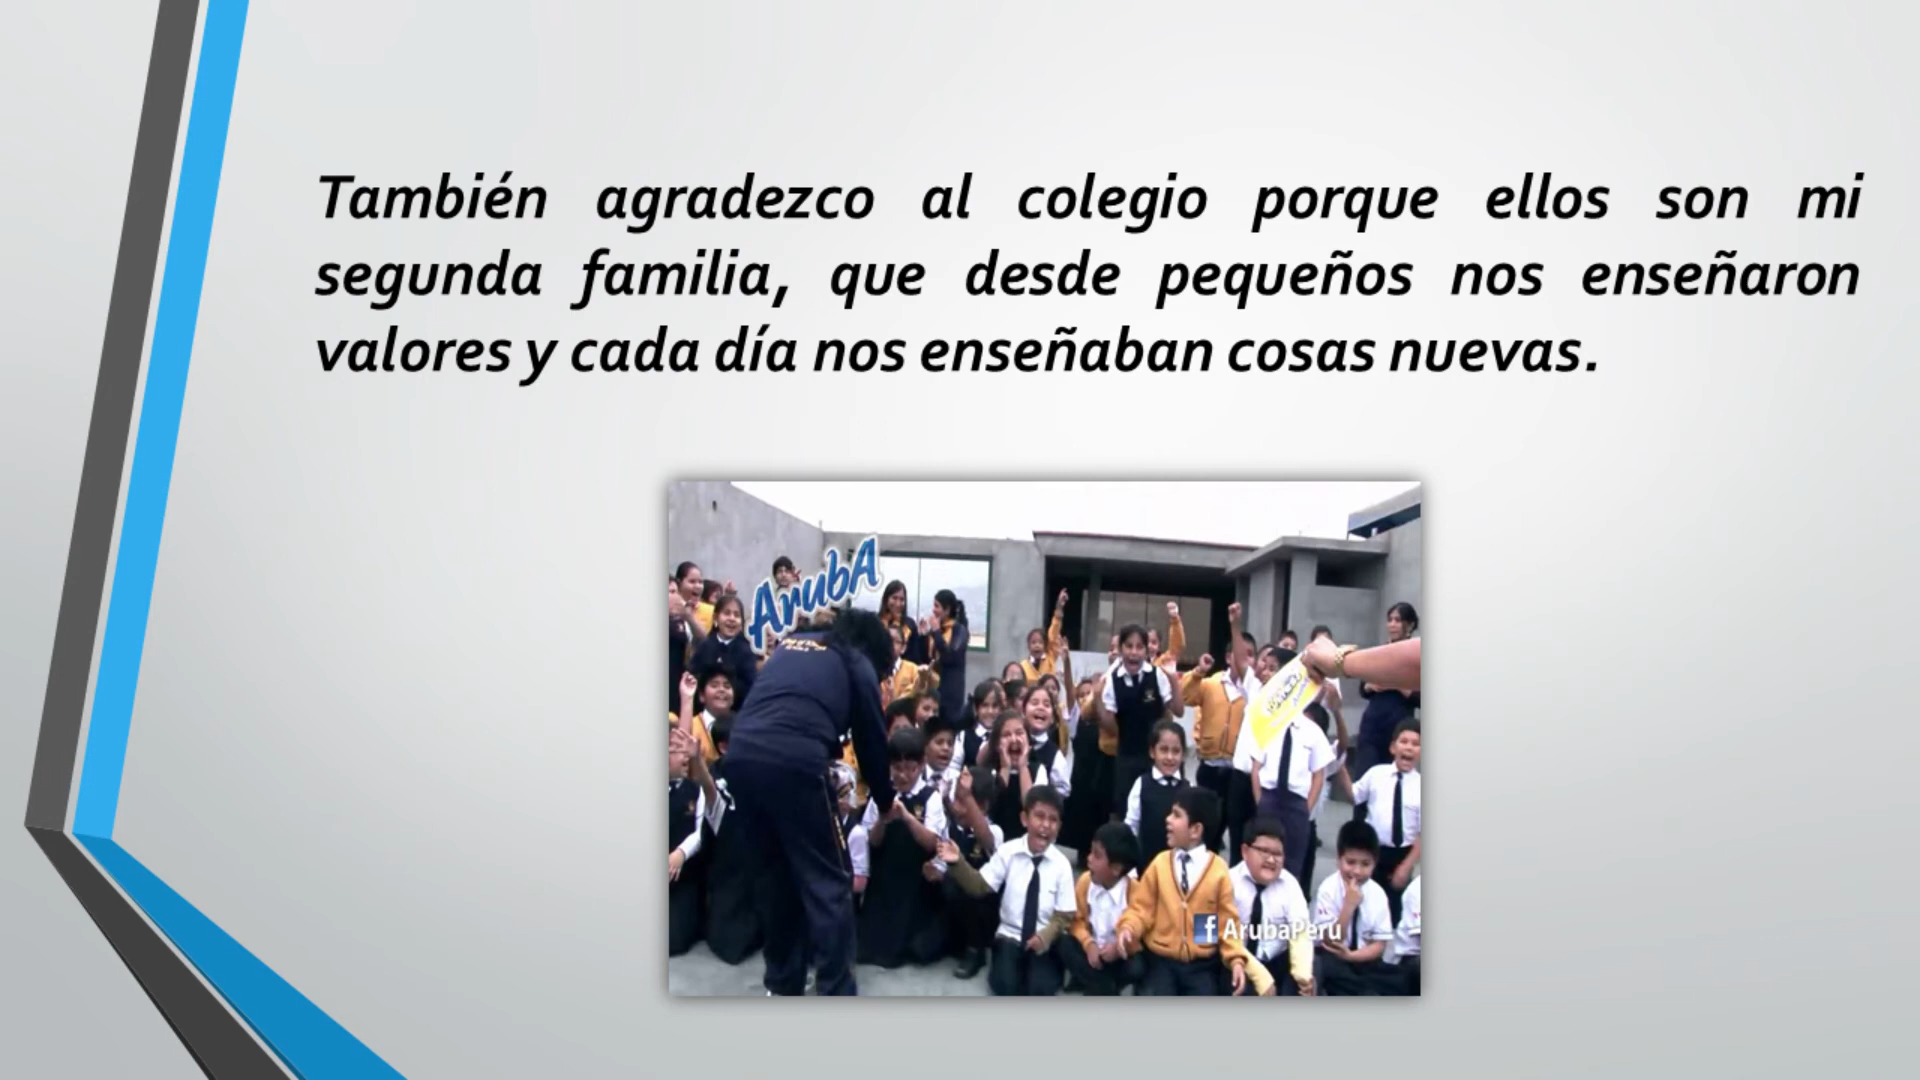 También agradezco al colegio porque ellos son mi
segunda familia, que desde pequeños nos enseñaron
valores y cada día nos enseñaban cosas nuevas.
ArubA
f ArubaPerú